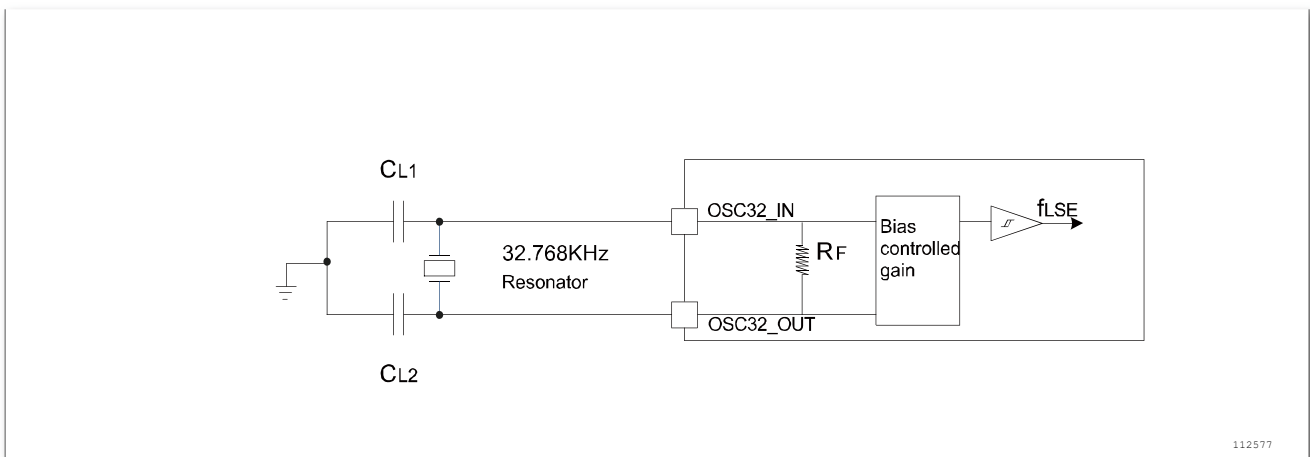 CL1
OSC32_IN
fLSE
Bias
controlled
gain
32.768KHz
Resonator
RF
OSC32_OUT
CL2
112577